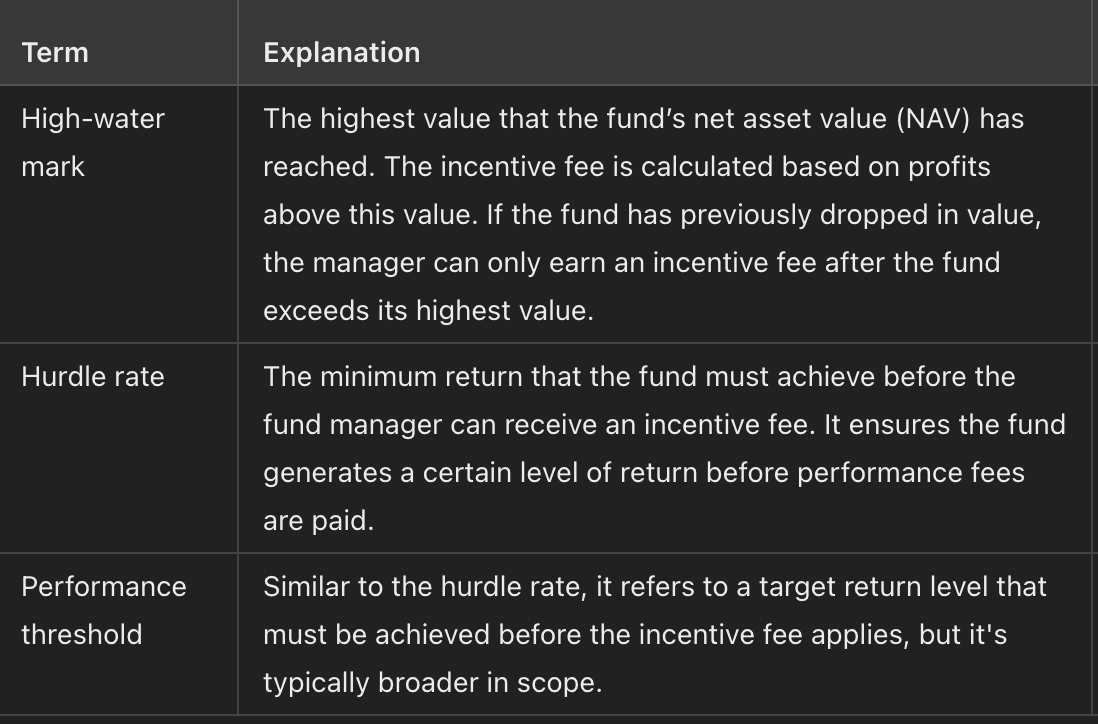 Term
Explanation
High-water
mark
The highest value that the fund’s net asset value (NAV) has
reached. The incentive fee is calculated based on profits
above this value. If the fund has previously dropped in value,
the manager can only earn an incentive fee after the fund
exceeds its highest value.
Hurdle rate
The minimum return that the fund must achieve before the
fund manager can receive an incentive fee. It ensures the fund
generates a certain level of return before performance fees
are paid.
Performance
threshold
Similar to the hurdle rate, it refers to a target return level that
must be achieved before the incentive fee applies, but it's
typically broader in scope.